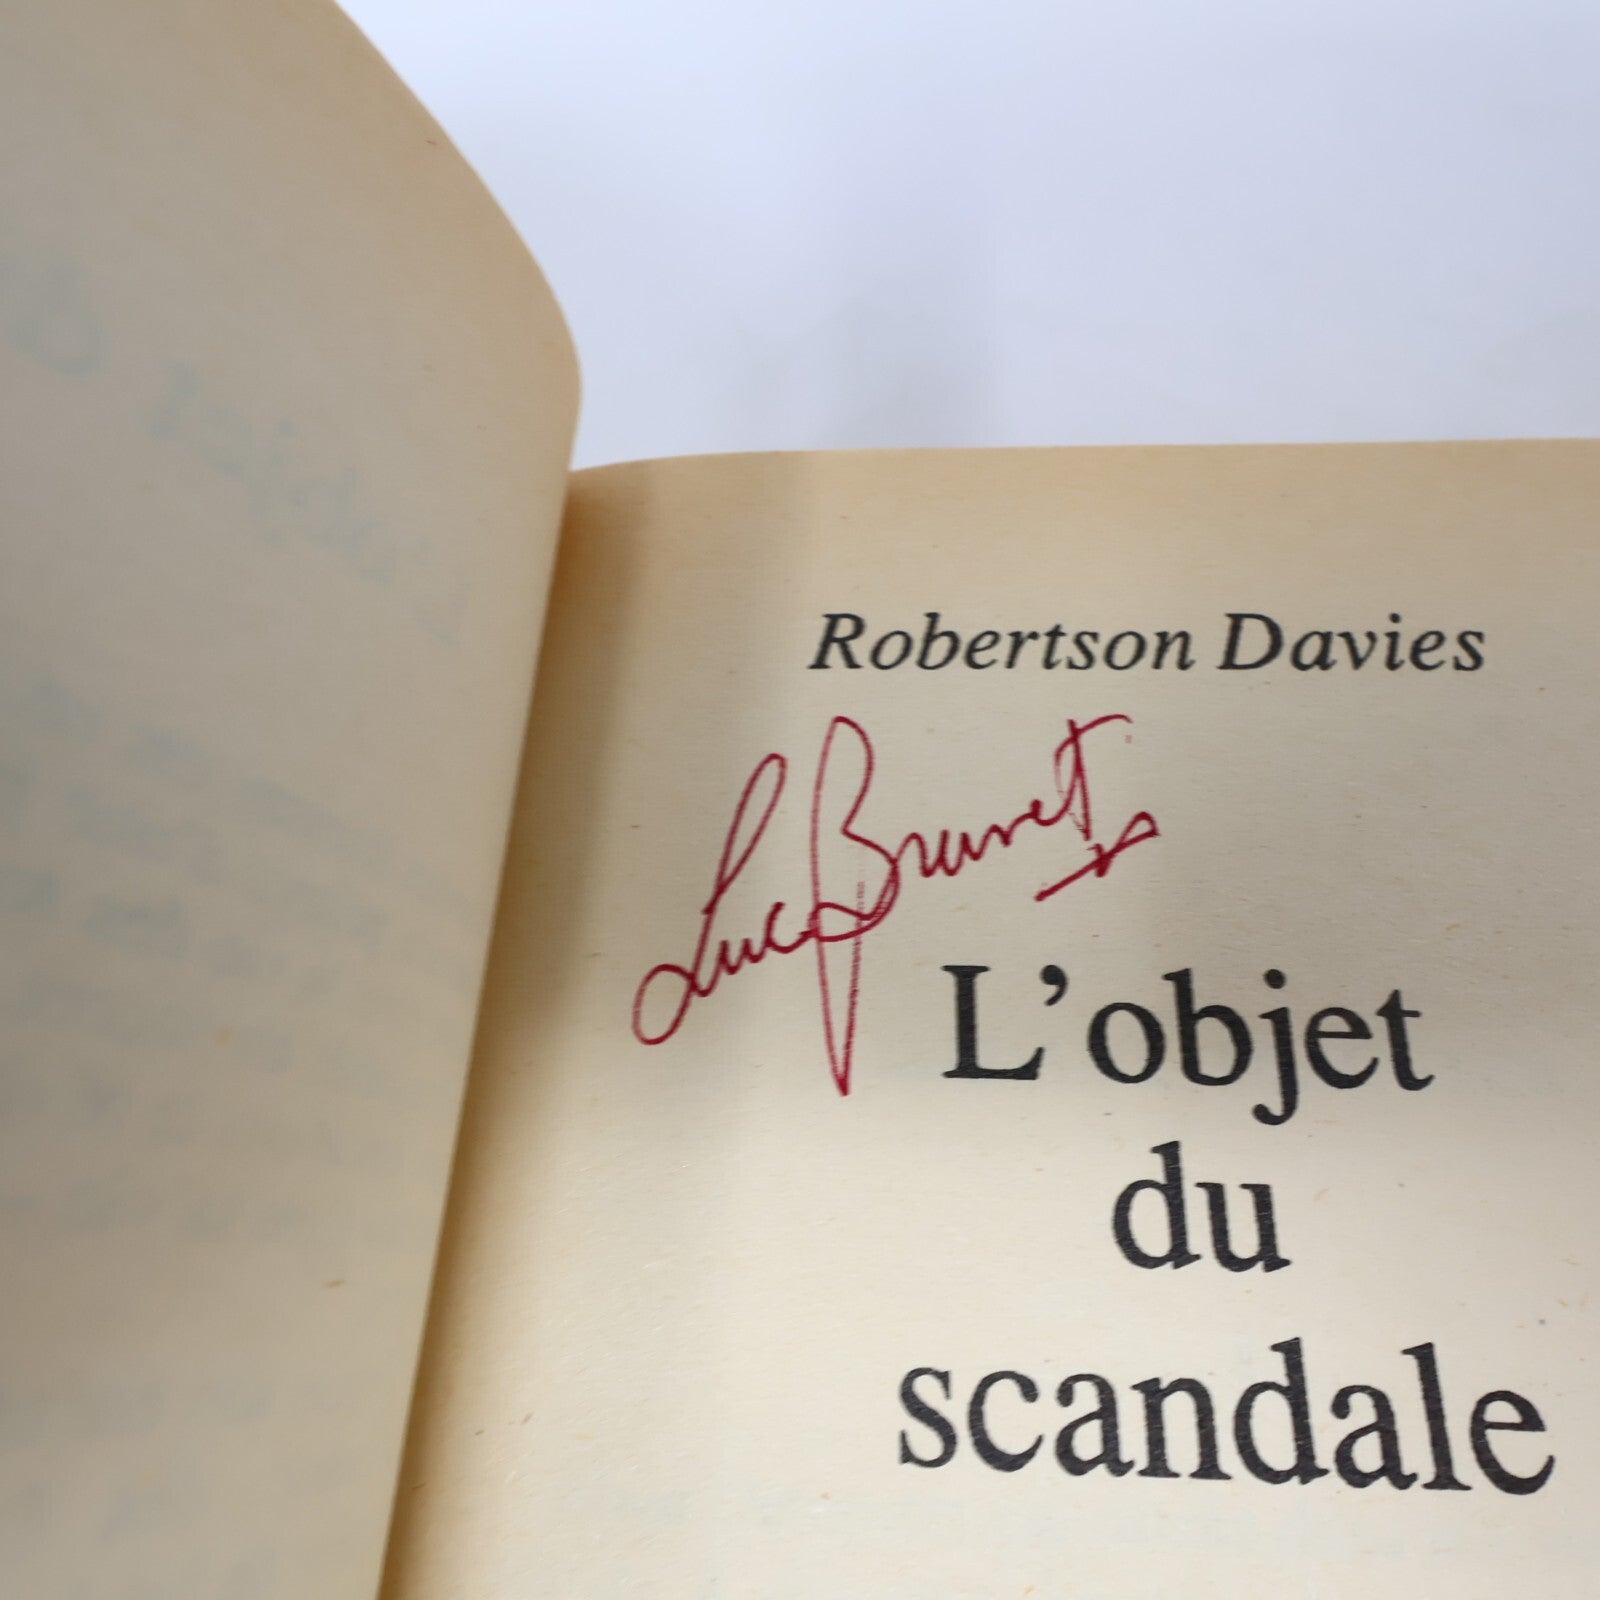 Robertson Davies
Luc Brunet
L'objet
du
scandale